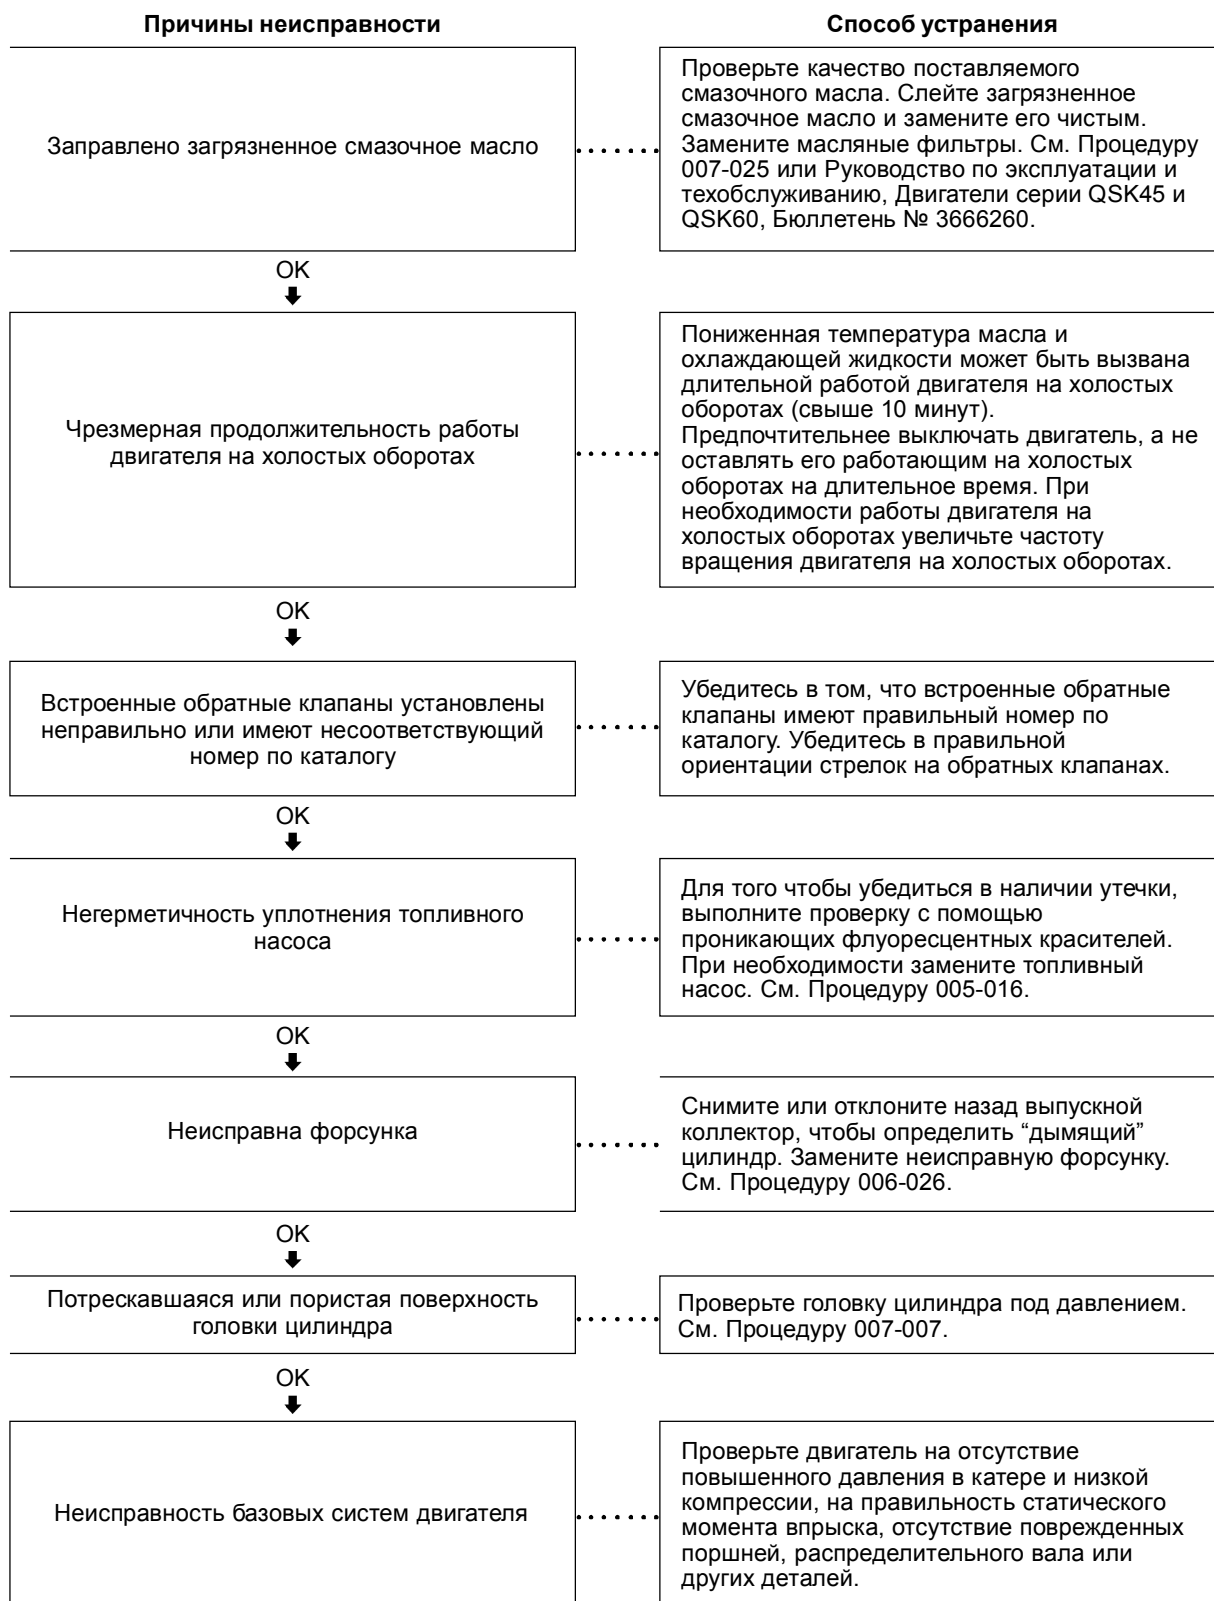 Причины неисправности
Способ устранения
Заправлено загрязненное смазочное масло
Проверьте качество поставляемого
смазочного масла. Слейте загрязненное
смазочное масло и замените его чистым.
Замените масляные фильтры. См. Процедуру
007-025 или Руководство по эксплуатации и
техобслуживанию, Двигатели серии QSK45 и
QSK60, Бюллетень № 3666260.
OK
Чрезмерная продолжительность работы
двигателя на холостых оборотах
Пониженная температура масла и
охлаждающей жидкости может быть вызвана
длительной работой двигателя на холостых
оборотах (свыше 10 минут).
Предпочтительнее выключать двигатель, а не
оставлять его работающим на холостых
оборотах на длительное время. При
необходимости работы двигателя на
холостых оборотах увеличьте частоту
вращения двигателя на холостых оборотах.
OK
Встроенные обратные клапаны установлены
неправильно или имеют несоответствующий
номер по каталогу
Убедитесь в том, что встроенные обратные
клапаны имеют правильный номер по
каталогу. Убедитесь в правильной
ориентации стрелок на обратных клапанах.
OK
Негерметичность уплотнения топливного
насоса
Для того чтобы убедиться в наличии утечки,
выполните проверку с помощью
проникающих флуоресцентных красителей.
При необходимости замените топливный
насос. См. Процедуру 005-016.
OK
Неисправна форсунка
Снимите или отклоните назад выпускной
коллектор, чтобы определить “дымящий”
цилиндр. Замените неисправную форсунку.
См. Процедуру 006-026.
OK
Потрескавшаяся или пористая поверхность
головки цилиндра
Проверьте головку цилиндра под давлением.
См. Процедуру 007-007.
OK
Неисправность базовых систем двигателя
Проверьте двигатель на отсутствие
повышенного давления в катере и низкой
компрессии, на правильность статического
момента впрыска, отсутствие поврежденных
поршней, распределительного вала или
других деталей.